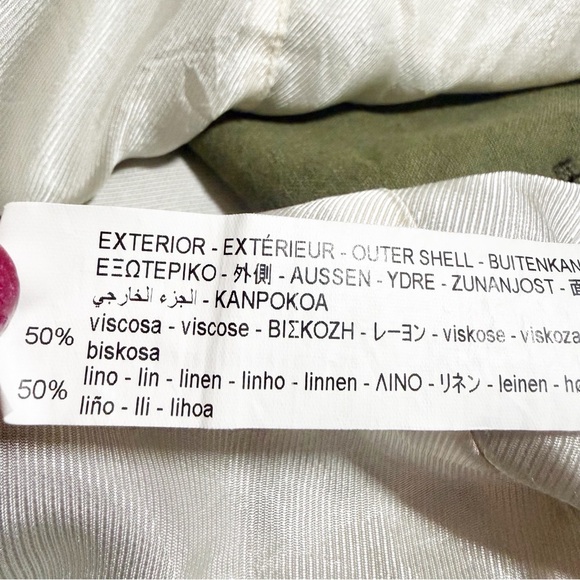 EXTERIOR - EXTÉRIEUR - OUTER SHELL - BUITENKAN
ΕΞΩΤΕΡΙΚΟ - 外側 - AUSSEN - YDRE - ZUNANJOST -
الجزء الخارجي - KANPOKOA
50% viscosa - viscose - ΒΙΣΚΟΖΗ - レーヨン - viskose - viskoza
biskosa
50% lino - lin - linen - linho - linnen - ΛΙΝΟ - リネン - leinen - hø
liño - lli - lihoa